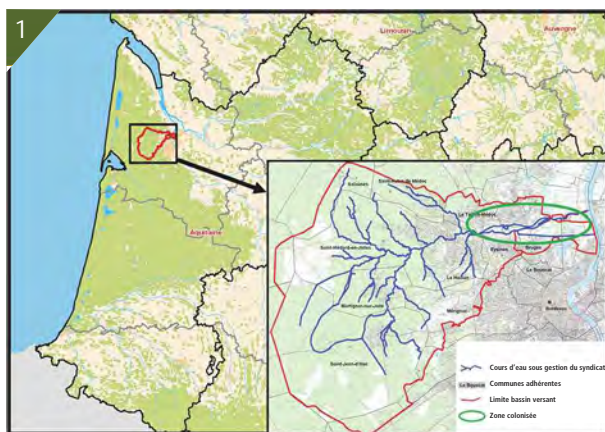 1
Limousin
Auvergne
Aquitaine
Salaunes
Saint-Médard-en-Jalles
Le Taillan-Médoc
Eysines
Bruges
Le Bouscat
Le Haillan
Bordeaux
Mérignac
Martignas-sur-Jalle
Saint-Jean-d'Illac
Cours d'eau sous gestion du syndicat
Le Bouscat
Communes adhérentes
Limite bassin versant
Zone colonisée